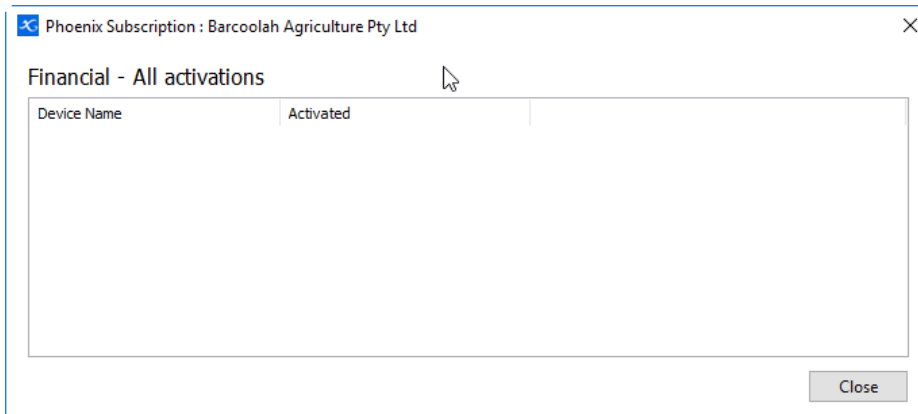 Phoenix Subscription : Barcoolah Agriculture Pty Ltd
Financial - All activations
Device Name Activated
Close